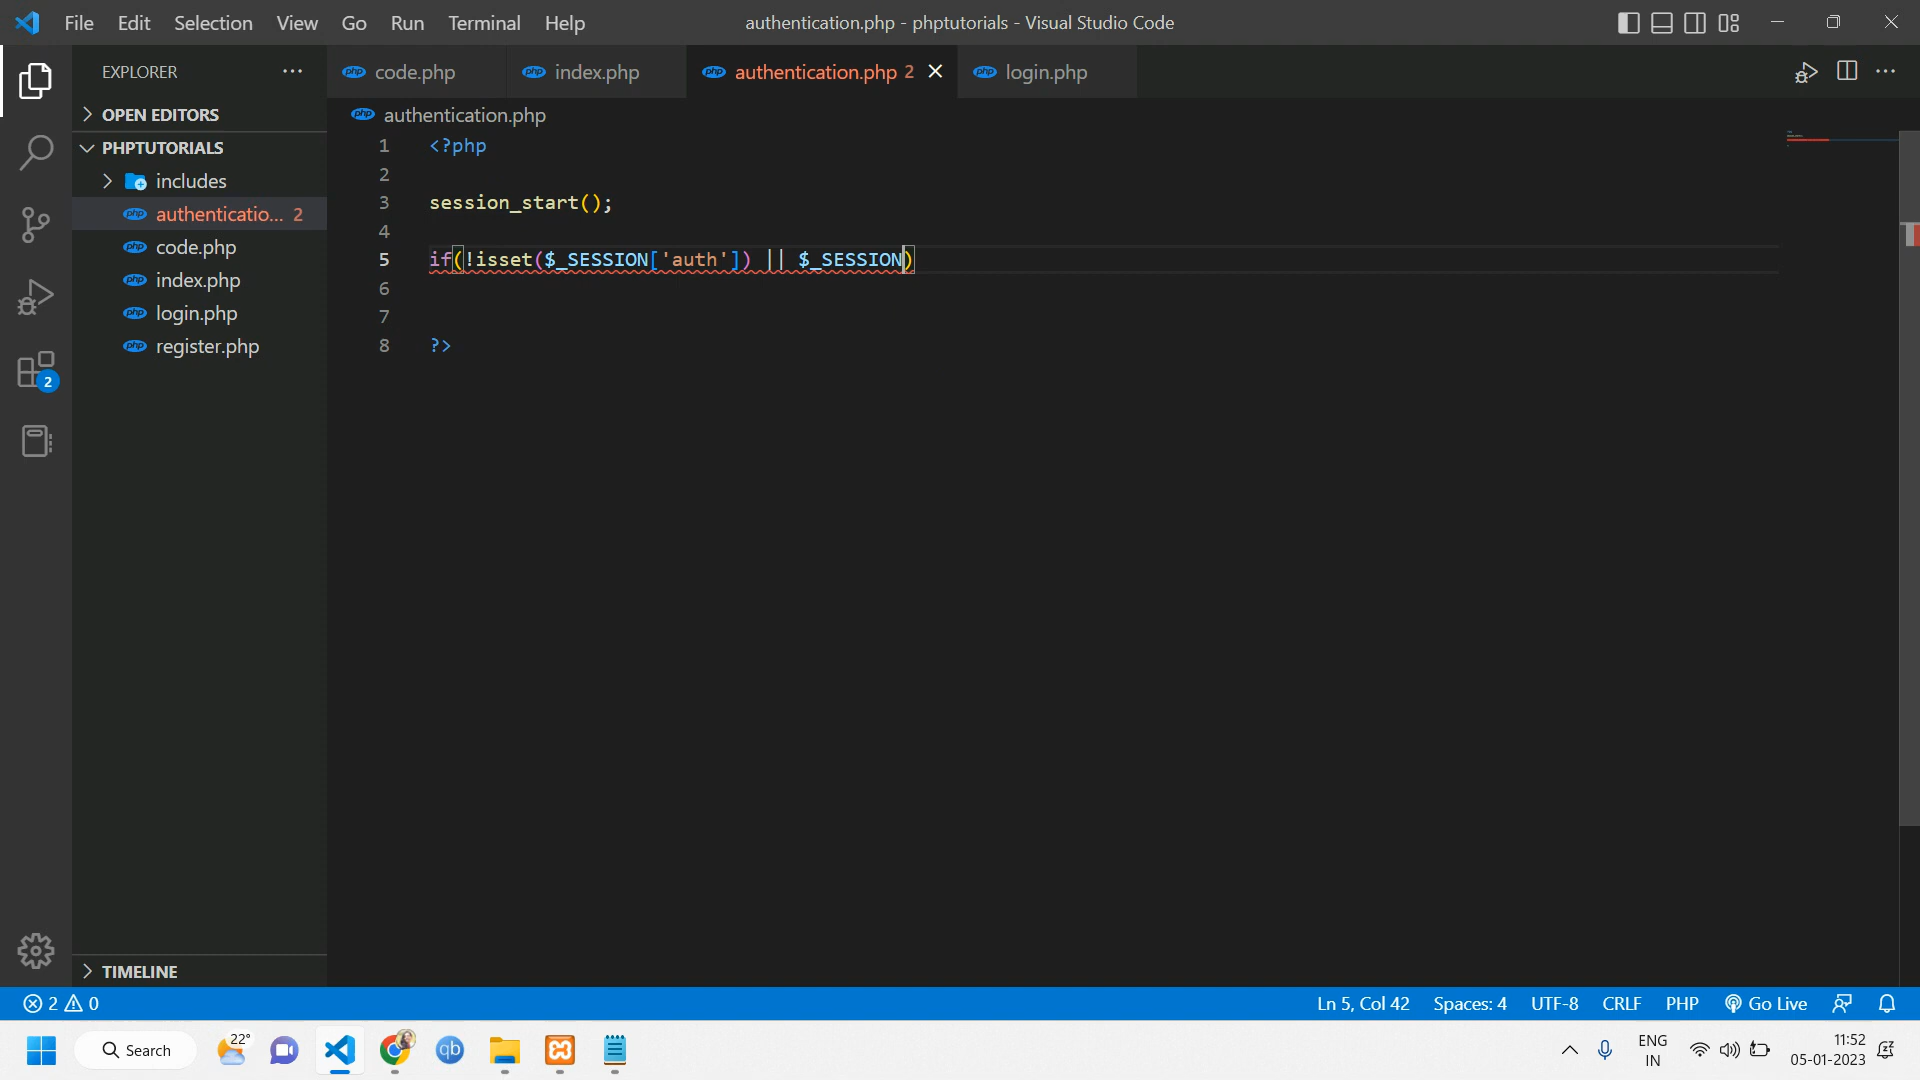 File Edit Selection View Go Run Terminal Help authentication.php - phptutorials - Visual Studio Code
EXPLORER
code.php index.php authentication.php 2 login.php
OPEN EDITORS
authentication.php
PHPTUTORIALS
includes
authenticatio... 2
code.php
index.php
login.php
register.php
1 <?php
2
3 session_start();
4
5 if(!isset($_SESSION['auth']) || $_SESSION)
6
7
8 ?>
2
TIMELINE
2 0 Ln 5, Col 42 Spaces: 4 UTF-8 CRLF PHP Go Live
Search 22° qb ENG IN 11:52
05-01-2023